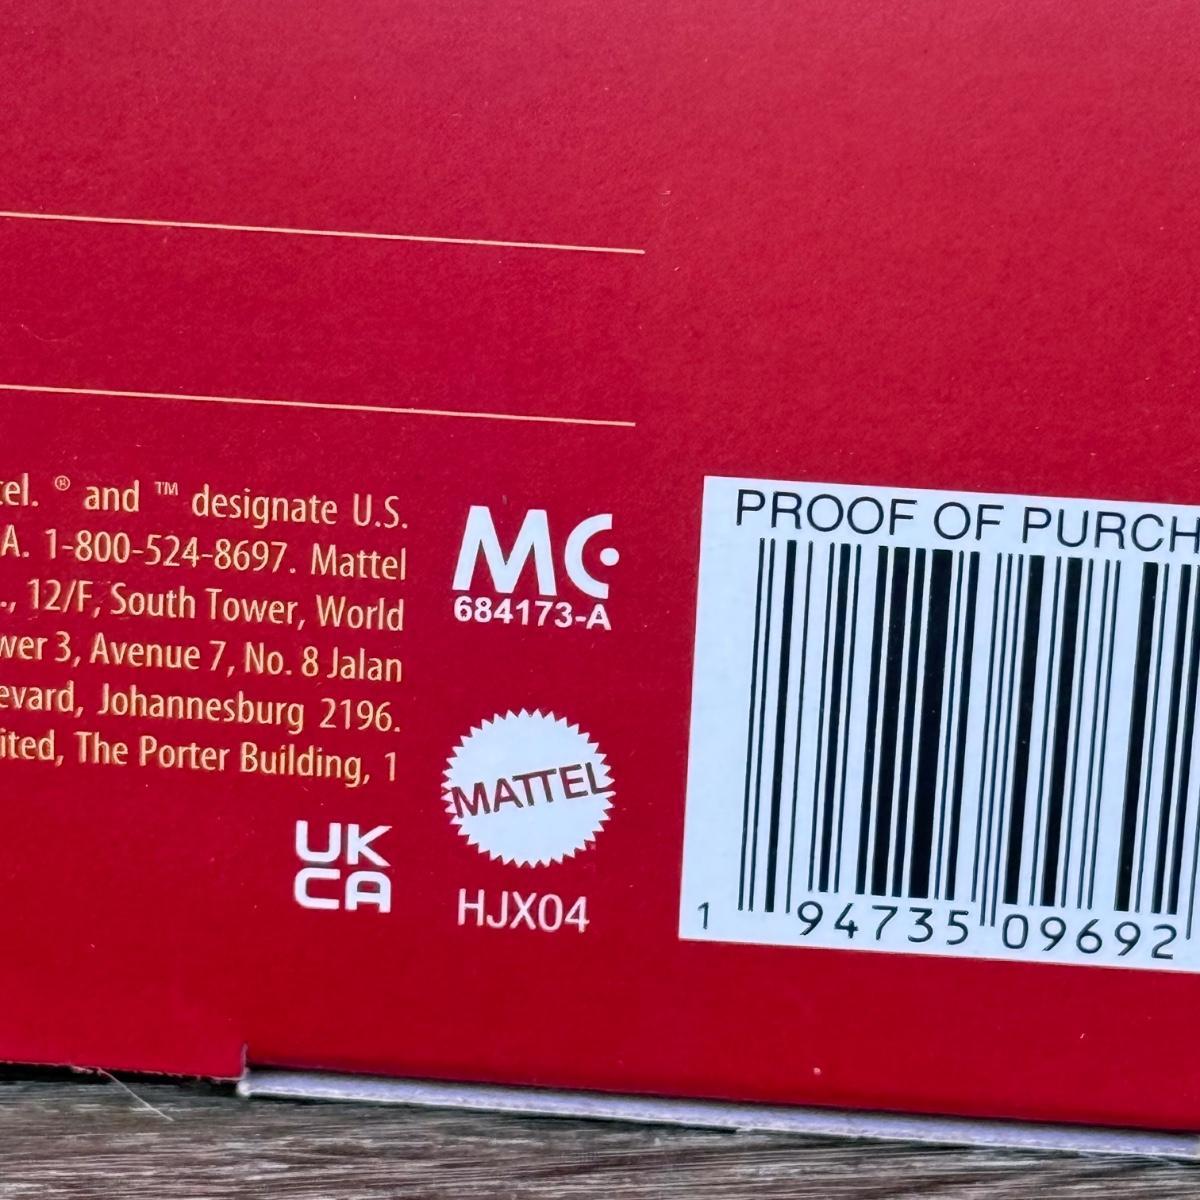 tel. ® and ™ designate U.S.
A. 1-800-524-8697. Mattel
., 12/F, South Tower, World
wer 3, Avenue 7, No. 8 Jalan
evard, Johannesburg 2196.
ited, The Porter Building, 1
MC
684173-A
MATTEL
HJX04
UK
CA
PROOF OF PURCH
1 94735 09692